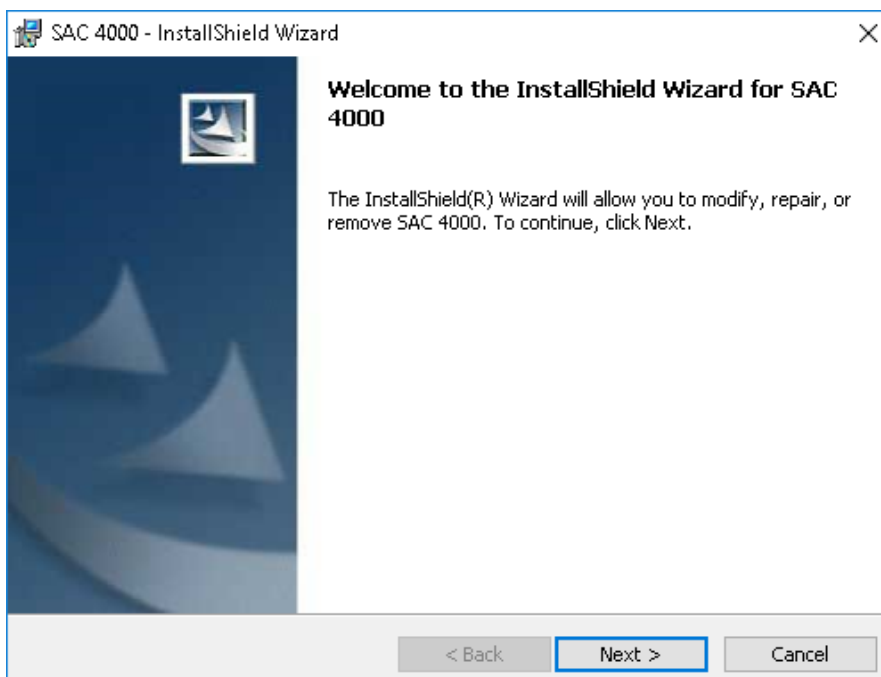 SAC 4000 - InstallShield Wizard
Welcome to the InstallShield Wizard for SAC
4000
The InstallShield(R) Wizard will allow you to modify, repair, or
remove SAC 4000. To continue, click Next.
< Back Next > Cancel